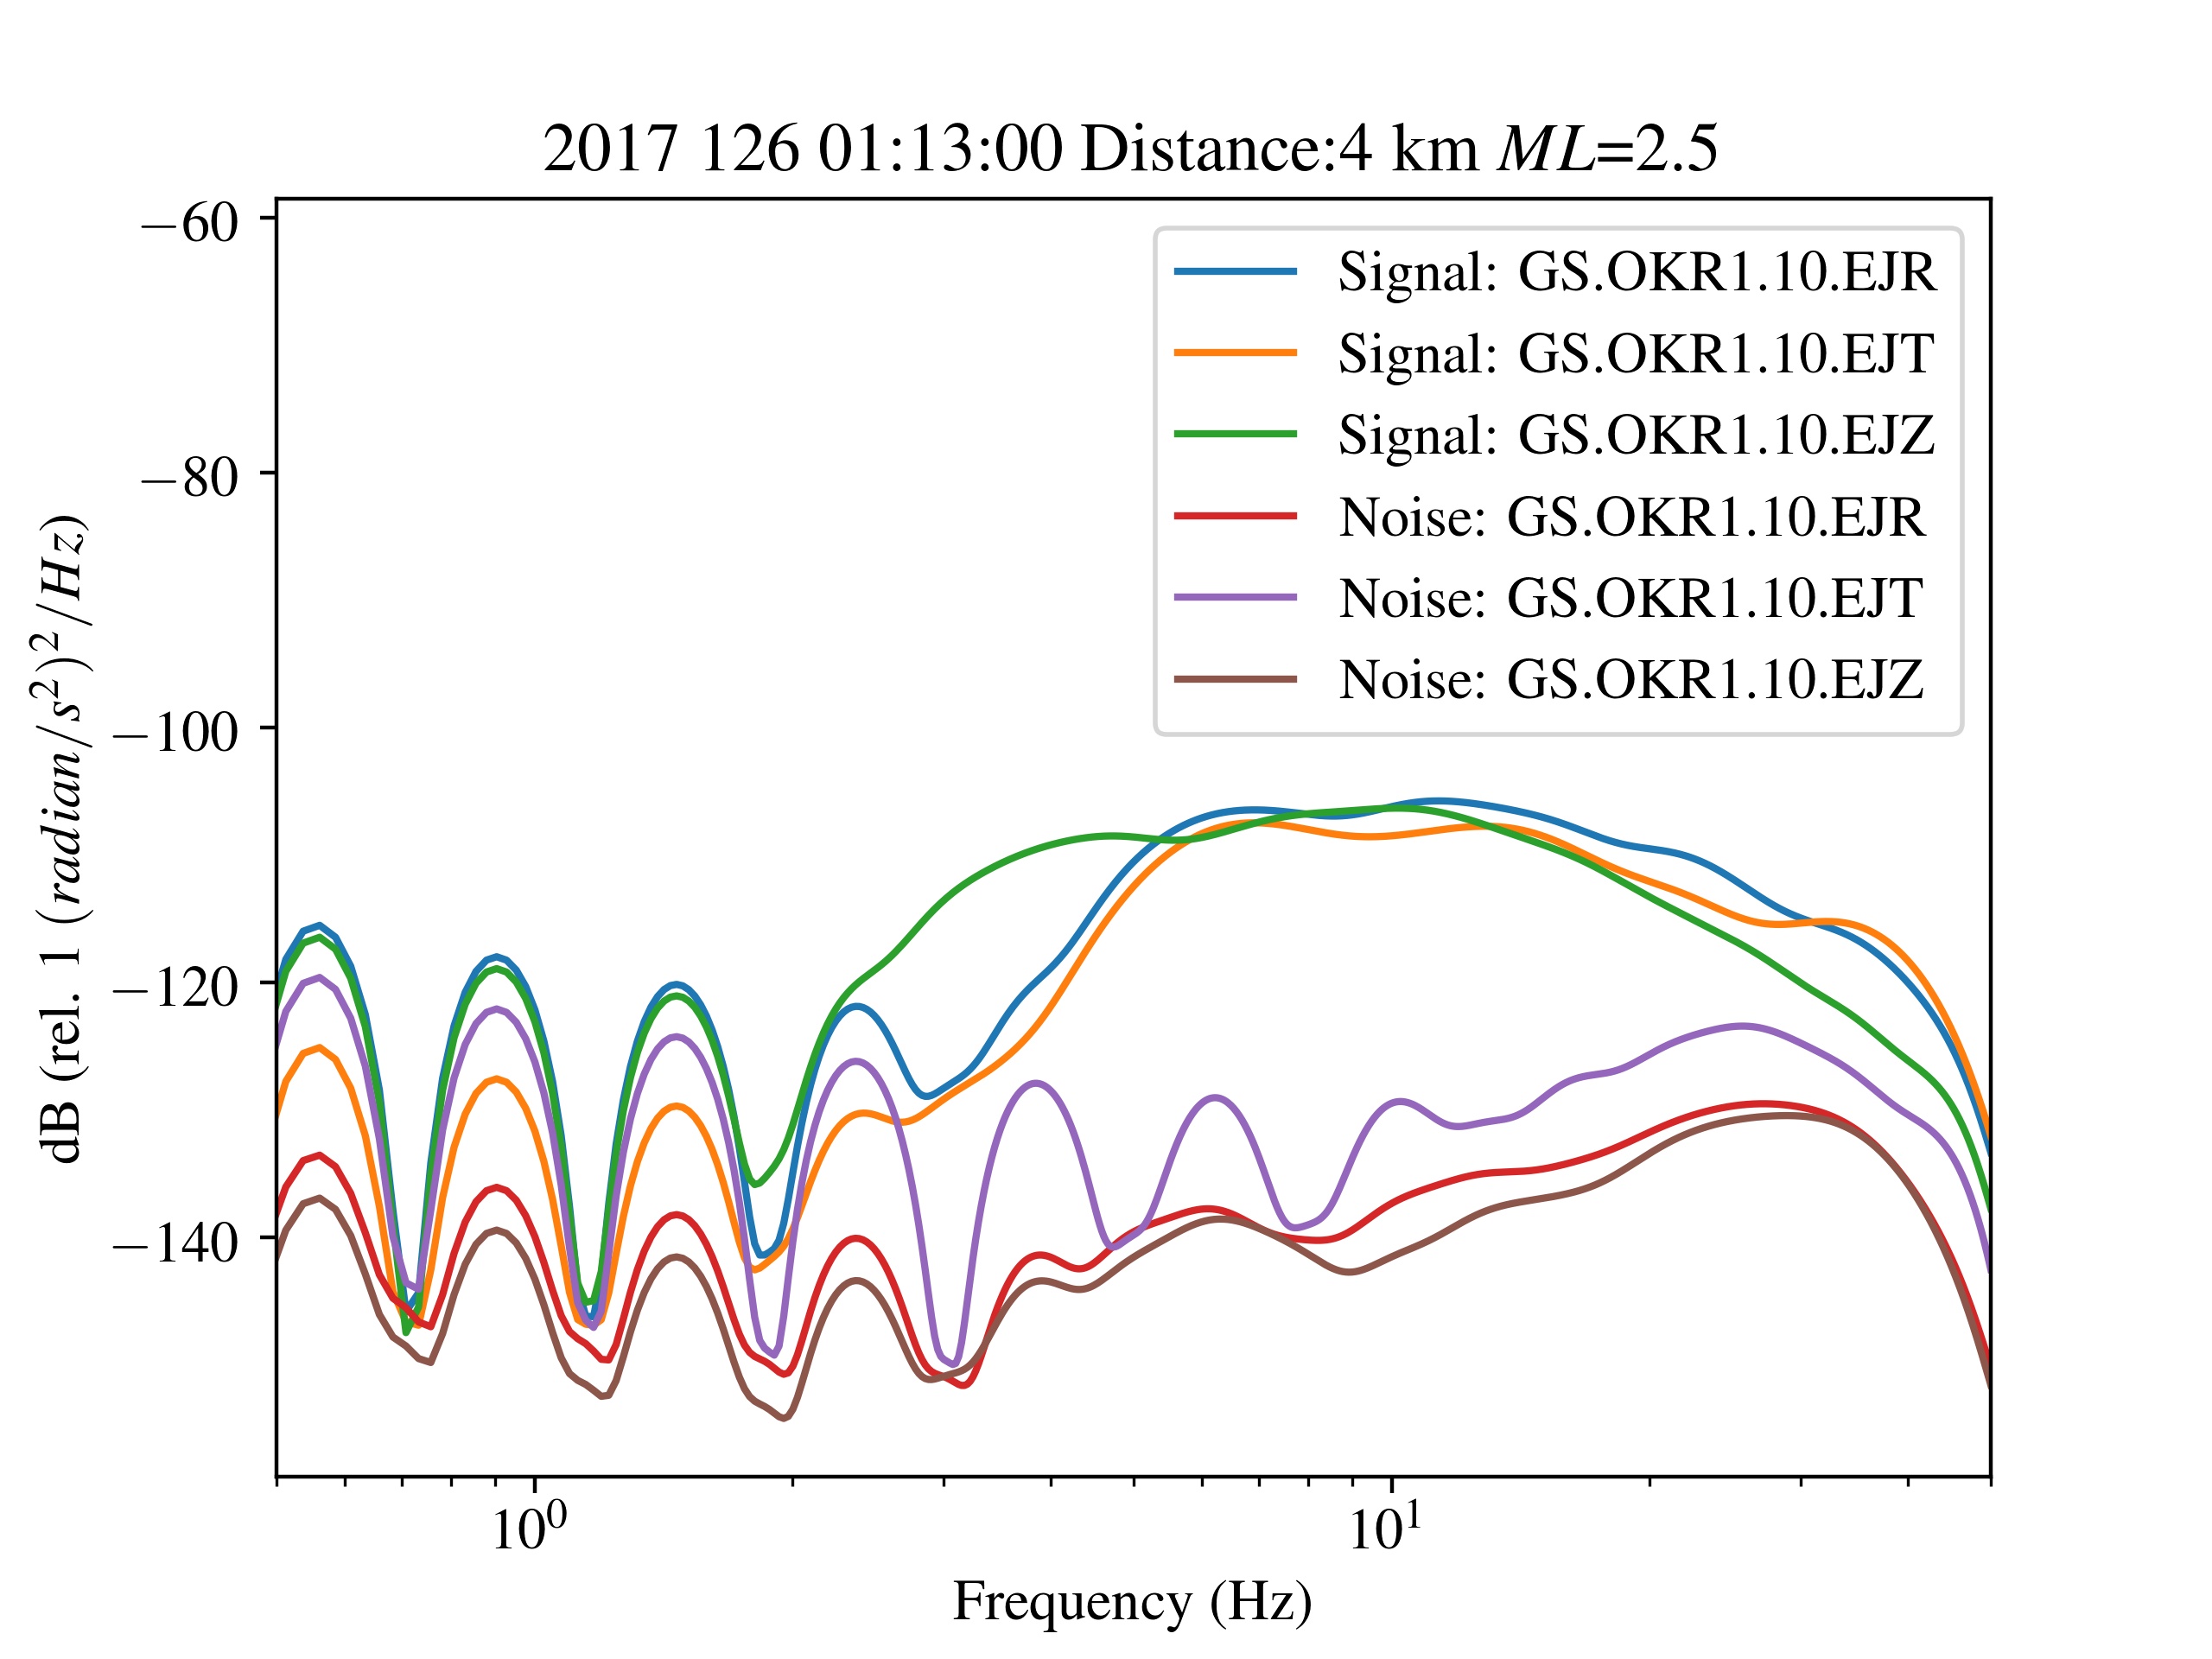 2017 126 01:13:00 Distance:4 km ML=2.5
dB (rel. 1 (radian/s²)²/Hz)
−60
−80
−100
−120
−140
Signal: GS.OKR1.10.EJR
Signal: GS.OKR1.10.EJT
Signal: GS.OKR1.10.EJZ
Noise: GS.OKR1.10.EJR
Noise: GS.OKR1.10.EJT
Noise: GS.OKR1.10.EJZ
10⁰ 10¹
Frequency (Hz)